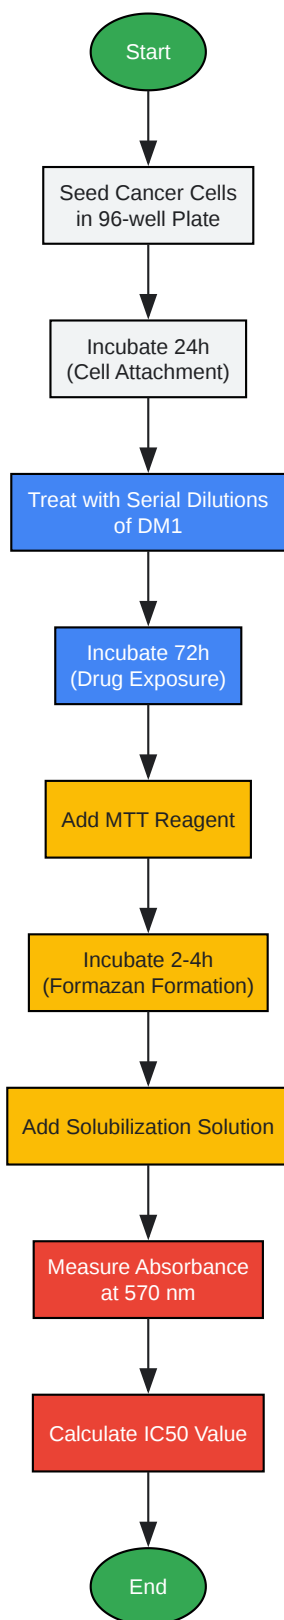 Start
Seed Cancer Cells
in 96-well Plate
Incubate 24h
(Cell Attachment)
Treat with Serial Dilutions
of DM1
Incubate 72h
(Drug Exposure)
Add MTT Reagent
Incubate 2-4h
(Formazan Formation)
Add Solubilization Solution
Measure Absorbance
at 570 nm
Calculate IC50 Value
End